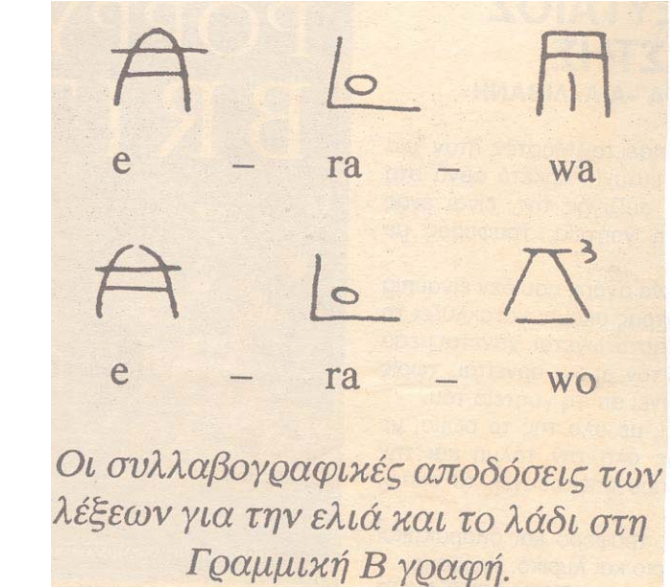 𐀁 𐀨 𐀷
e – ra – wa
𐀁 𐀨 𐀺
e – ra – wo
Οι συλλαβογραφικές αποδόσεις των
λέξεων για την ελιά και το λάδι στη
Γραμμική Β γραφή.